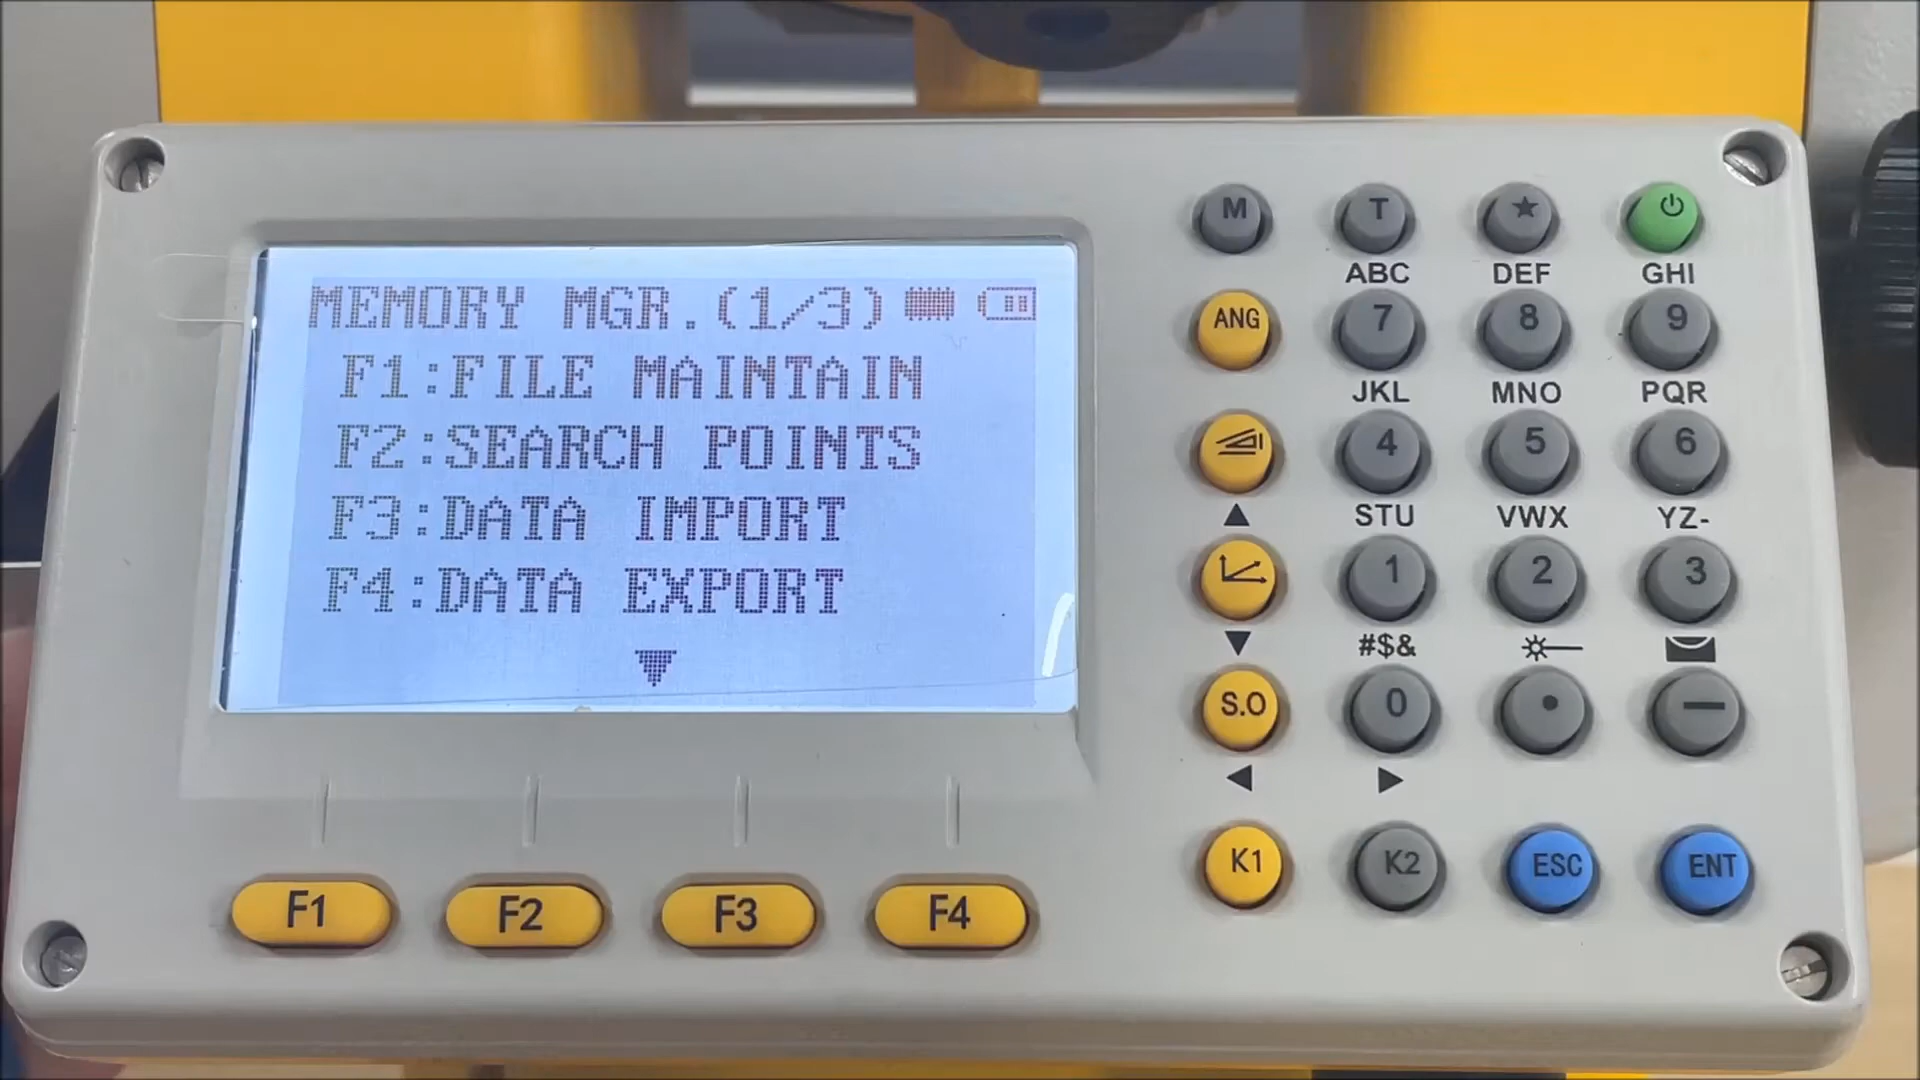 MEMORY MGR.(1/3)
F1:FILE MAINTAIN
F2:SEARCH POINTS
F3:DATA IMPORT
F4:DATA EXPORT
F1 F2 F3 F4
M T
ABC DEF GHI
ANG 7 8 9
JKL MNO PQR
4 5 6
STU VWX YZ-
1 2 3
#$&
S.O 0 • —
K1 K2 ESC ENT